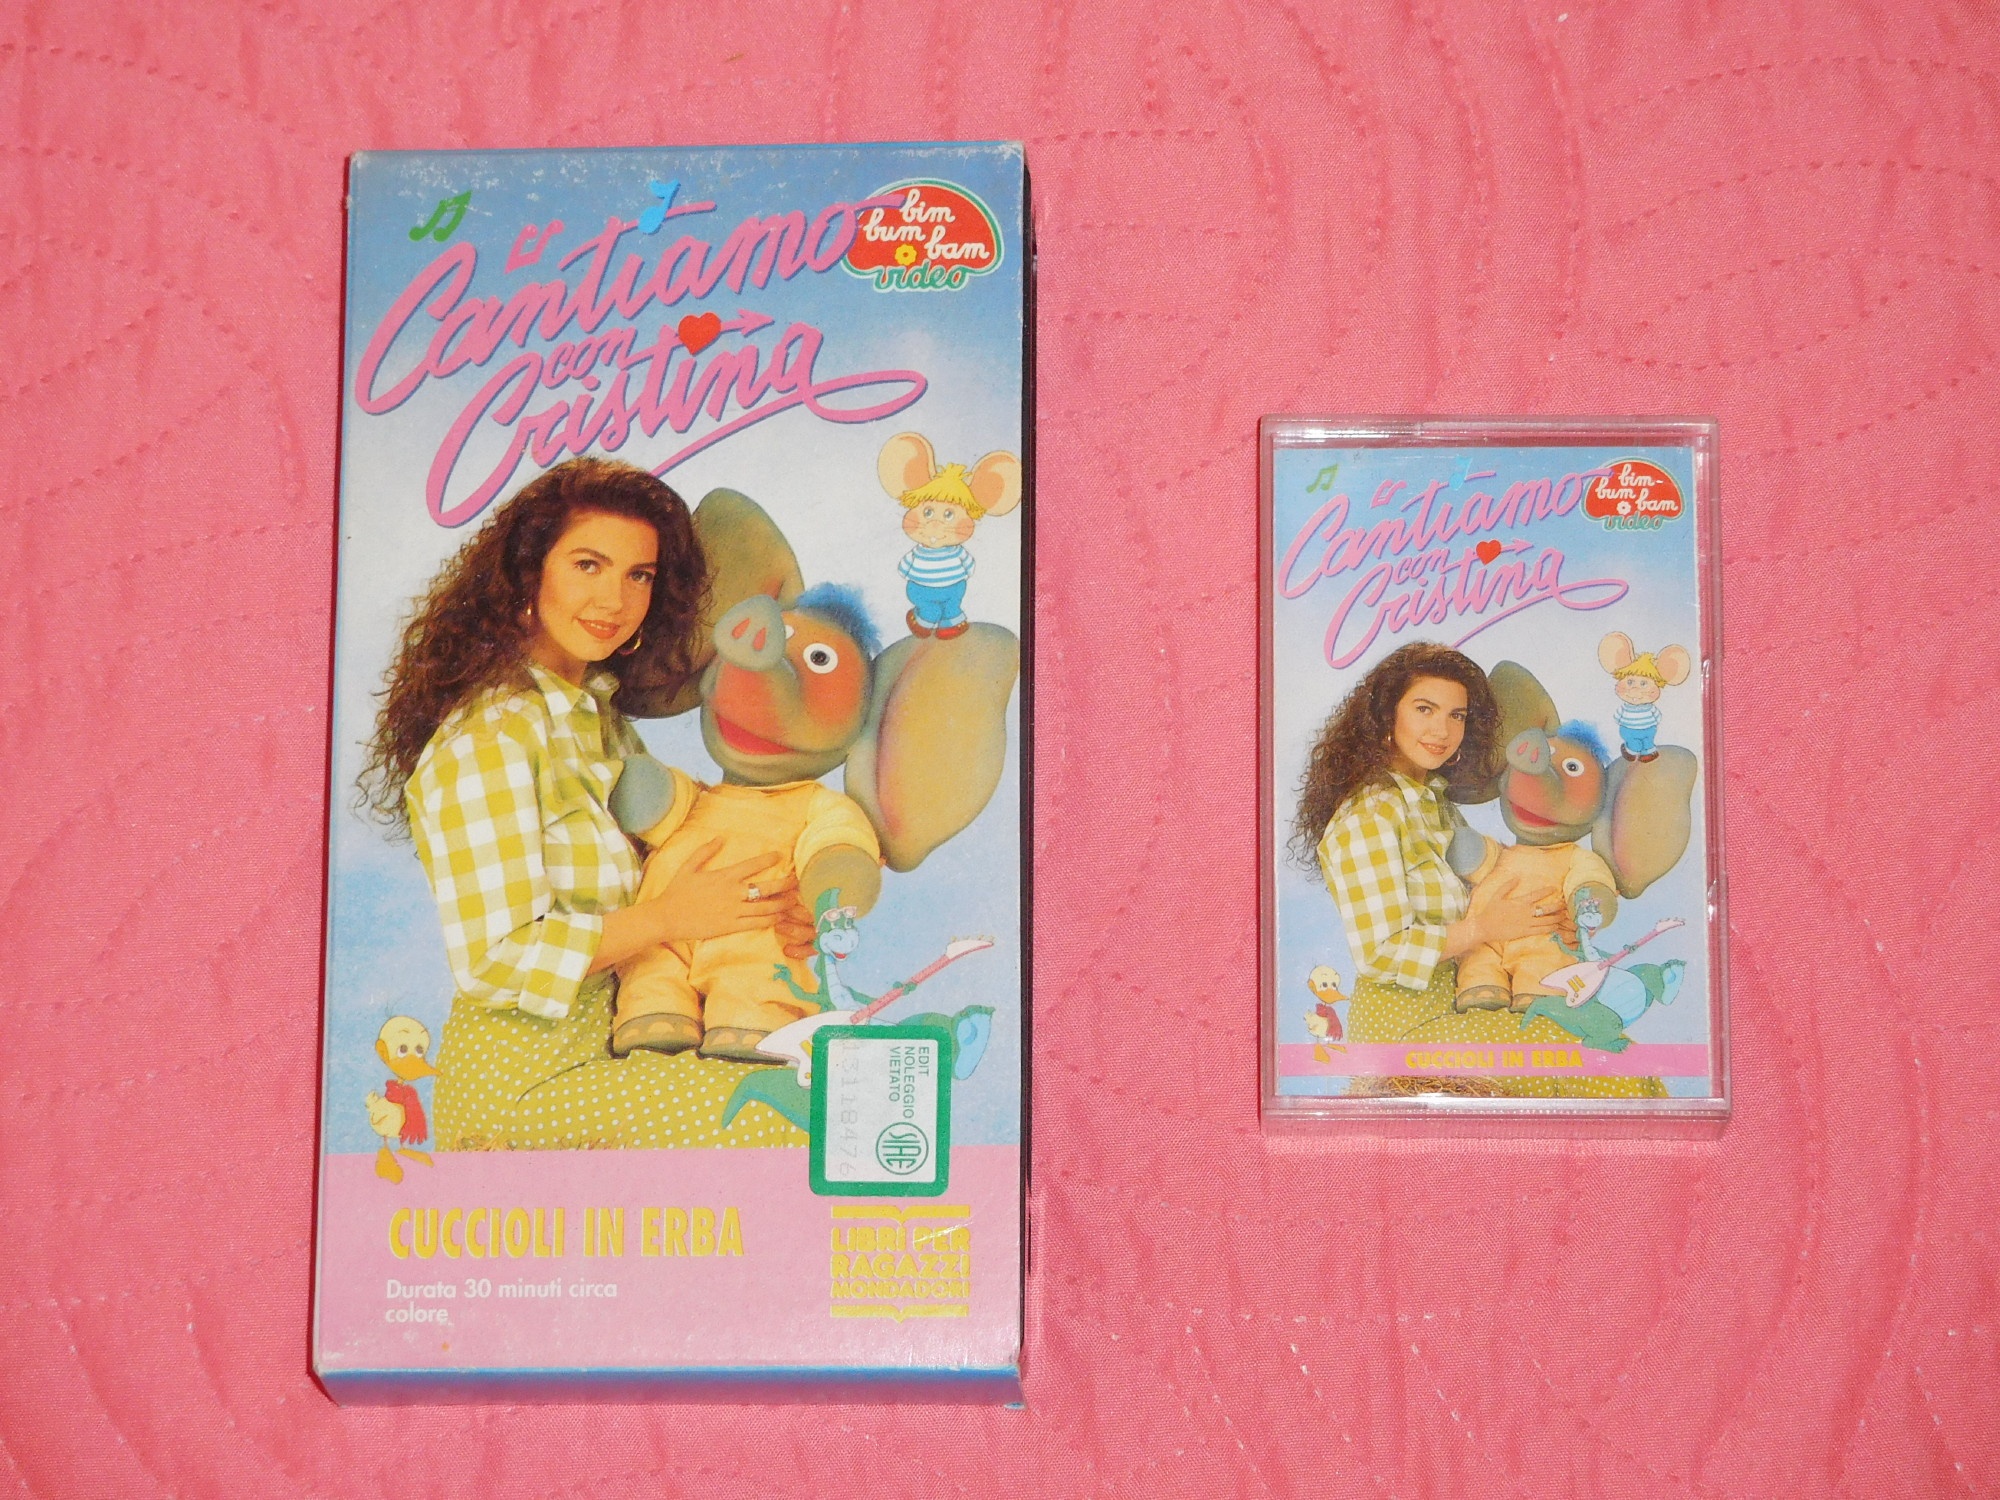 Cantiamo
con
Cristina
bim
bum bam
video
EDIT
NOLEGGIO
VIETATO
SIAE
CUCCIOLI IN ERBA
Durata 30 minuti circa
colore
LIBRI PER
RAGAZZI
MONDADORI
Cantiamo
con
Cristina
bim-
bum bam
video
CUCCIOLI IN ERBA